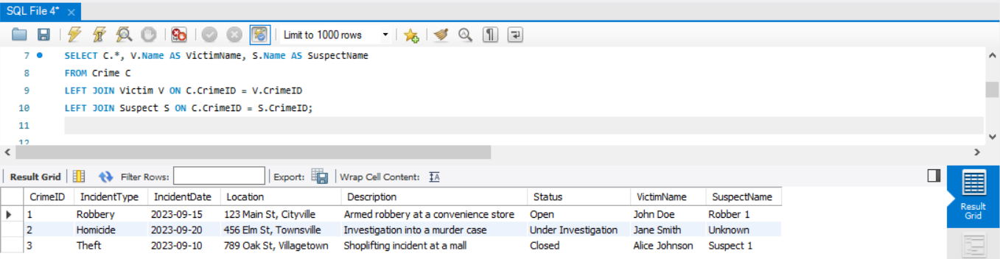 SQL File 4*
Limit to 1000 rows
7 SELECT C.*, V.Name AS VictimName, S.Name AS SuspectName
8 FROM Crime C
9 LEFT JOIN Victim V ON C.CrimeID = V.CrimeID
10 LEFT JOIN Suspect S ON C.CrimeID = S.CrimeID;
11
12
Result Grid Filter Rows: Export: Wrap Cell Content:
CrimeID IncidentType IncidentDate Location Description Status VictimName SuspectName
1 Robbery 2023-09-15 123 Main St, Cityville Armed robbery at a convenience store Open John Doe Robber 1
2 Homicide 2023-09-20 456 Elm St, Townsville Investigation into a murder case Under Investigation Jane Smith Unknown
3 Theft 2023-09-10 789 Oak St, Villagetown Shoplifting incident at a mall Closed Alice Johnson Suspect 1
Result
Grid